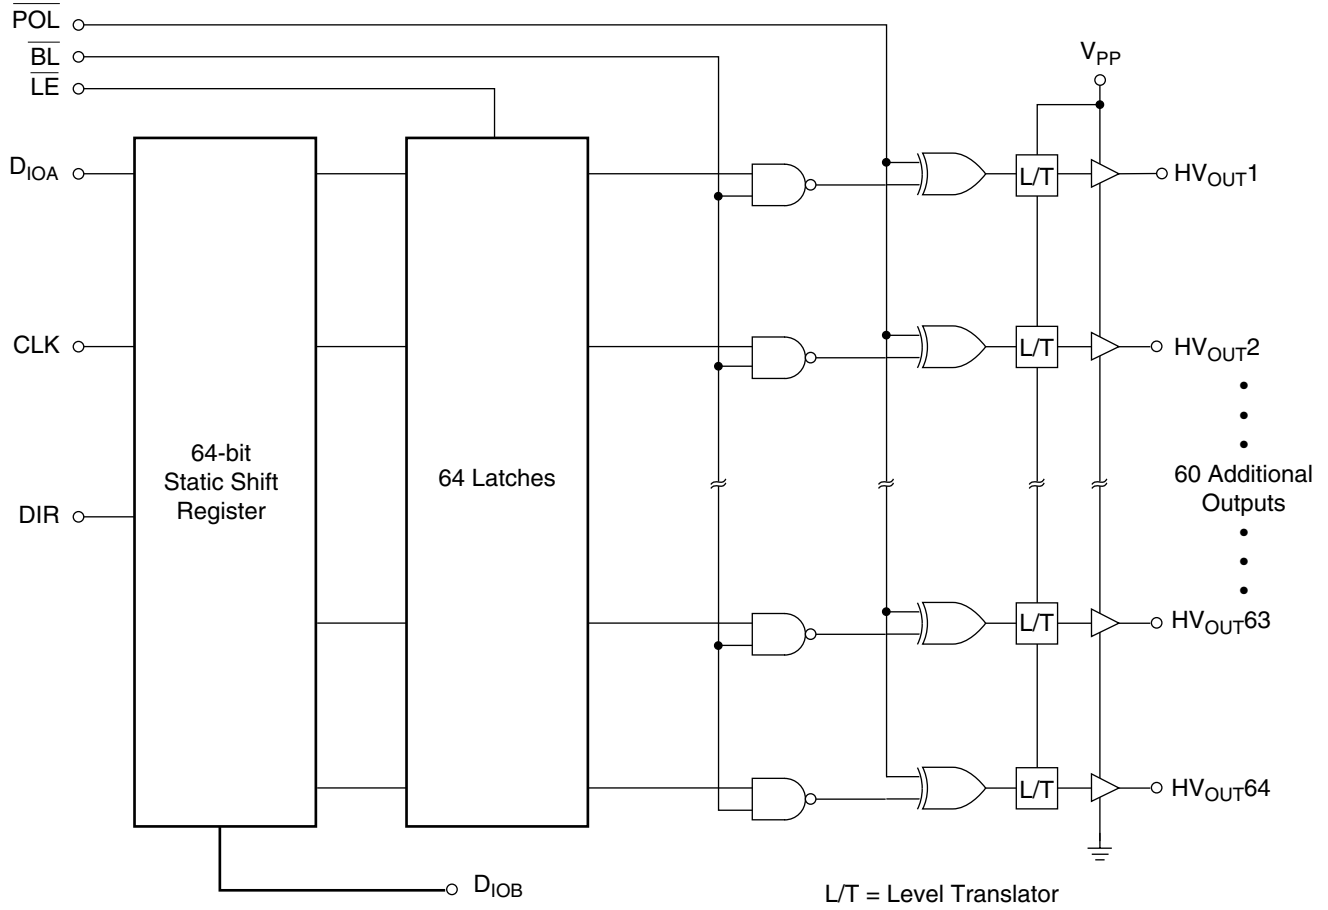 POL
BL
LE
V_PP
D_IOA
L/T
HV_OUT1
CLK
L/T
HV_OUT2
64-bit
Static Shift
Register
64 Latches
60 Additional
Outputs
DIR
L/T
HV_OUT63
L/T
HV_OUT64
D_IOB
L/T = Level Translator